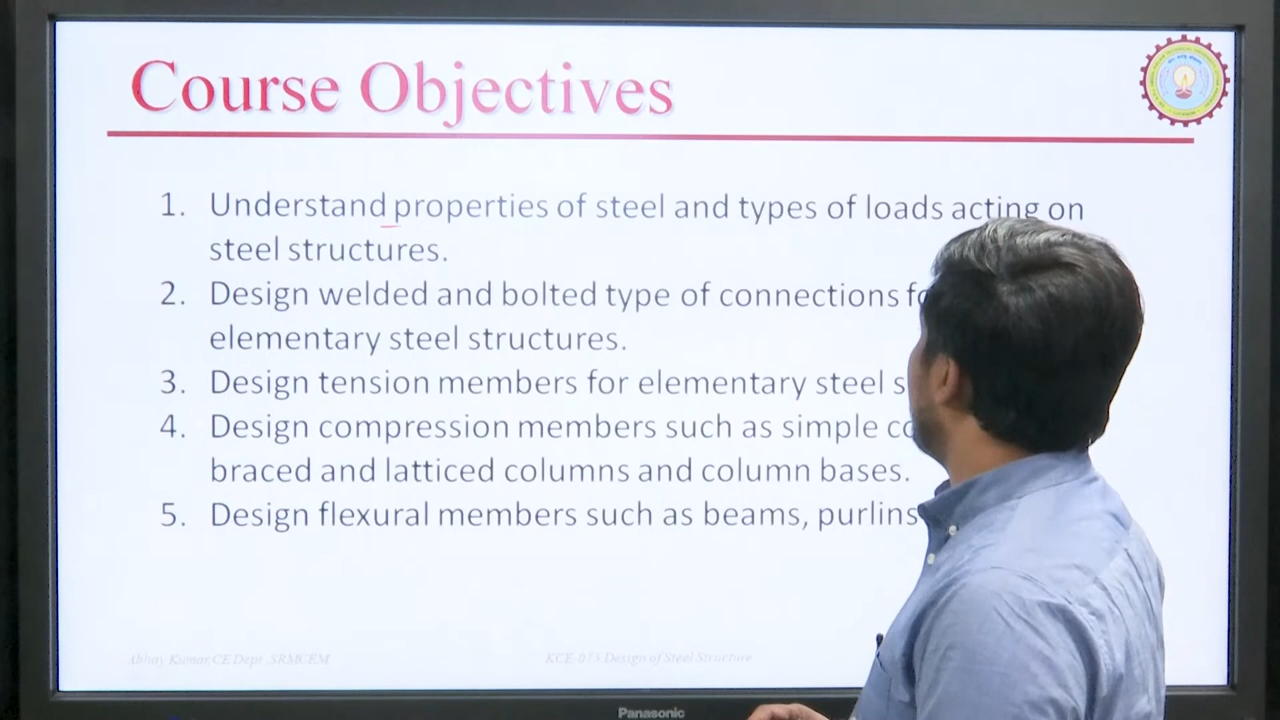 Course Objectives
1. Understand properties of steel and types of loads acting on
steel structures.
2. Design welded and bolted type of connections
elementary steel structures.
3. Design tension members for elementary steel
4. Design compression members such as simple
braced and latticed columns and column bases.
5. Design flexural members such as beams, purlins
Abhay Kumar,CE Dept ,SRMCEM
KCE-073 Design of Steel Structure
Panasonic